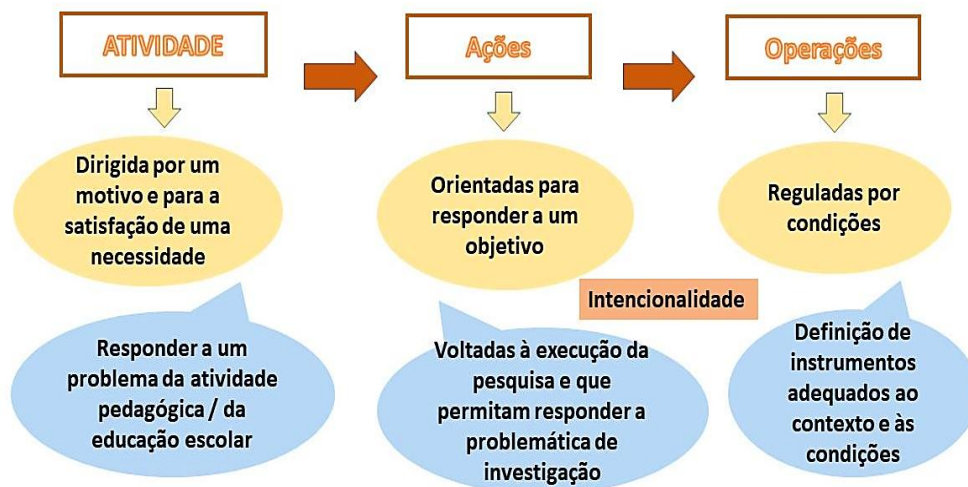 ATIVIDADE
Ações
Operações
Dirigida por um
motivo e para a
satisfação de uma
necessidade
Orientadas para
responder a um
objetivo
Reguladas por
condições
Intencionalidade
Responder a um
problema da atividade
pedagógica / da
educação escolar
Voltadas à execução da
pesquisa e que
permitam responder a
problemática de
investigação
Definição de
instrumentos
adequados ao
contexto e às
condições